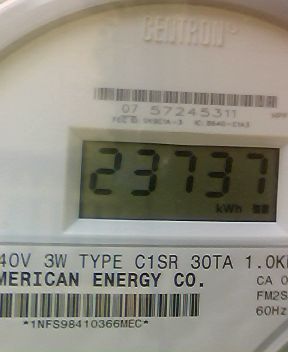 CENTRON
07 57245311
23737
kWh
40V 3W TYPE C1SR 30TA 1.0K
MERICAN ENERGY CO.
CA 0
FM2S
60Hz
*1NFS98410366MEC*